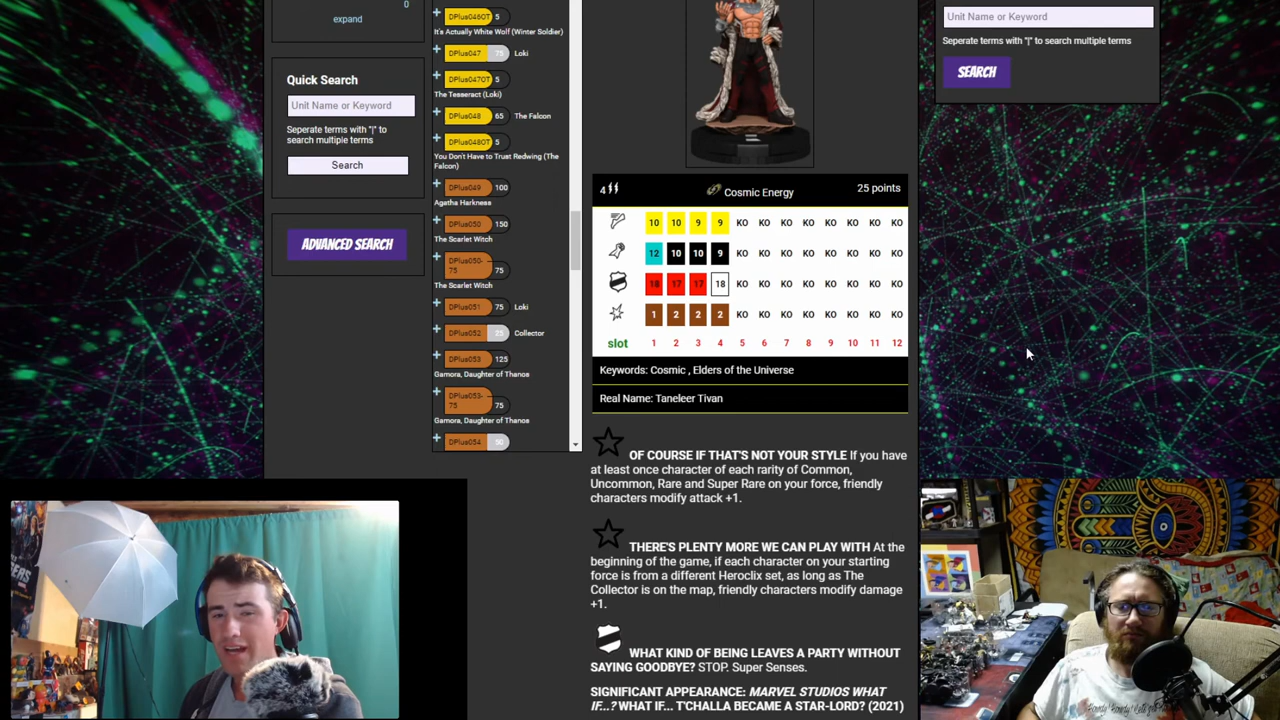 0
expand
Quick Search
Unit Name or Keyword
Seperate terms with "|" to
search multiple terms
Search
ADVANCED SEARCH
DPlus046OT 5
It's Actually White Wolf (Winter Soldier)
DPlus047 75 Loki
DPlus047OT 5
The Tesseract (Loki)
DPlus048 65 The Falcon
DPlus048OT 5
You Don't Have to Trust Redwing (The
Falcon)
DPlus049 100
Agatha Harkness
DPlus050 150
The Scarlet Witch
DPlus050-
75 75
The Scarlet Witch
DPlus051 75 Loki
DPlus052 25 Collector
DPlus053 125
Gamora, Daughter of Thanos
DPlus053-
75 75
Gamora, Daughter of Thanos
DPlus054 50
4 Cosmic Energy 25 points
10 10 9 9 KO KO KO KO KO KO KO KO
12 10 10 9 KO KO KO KO KO KO KO KO
18 17 17 18 KO KO KO KO KO KO KO KO
1 2 2 2 KO KO KO KO KO KO KO KO
slot 1 2 3 4 5 6 7 8 9 10 11 12
Keywords: Cosmic , Elders of the Universe
Real Name: Taneleer Tivan
OF COURSE IF THAT'S NOT YOUR STYLE If you have
at least once character of each rarity of Common,
Uncommon, Rare and Super Rare on your force, friendly
characters modify attack +1.
THERE'S PLENTY MORE WE CAN PLAY WITH At the
beginning of the game, if each character on your starting
force is from a different Heroclix set, as long as The
Collector is on the map, friendly characters modify damage
+1.
WHAT KIND OF BEING LEAVES A PARTY WITHOUT
SAYING GOODBYE? STOP. Super Senses.
SIGNIFICANT APPEARANCE: MARVEL STUDIOS WHAT
IF...? WHAT IF... T'CHALLA BECAME A STAR-LORD? (2021)
Unit Name or Keyword
Seperate terms with "|" to search multiple terms
SEARCH